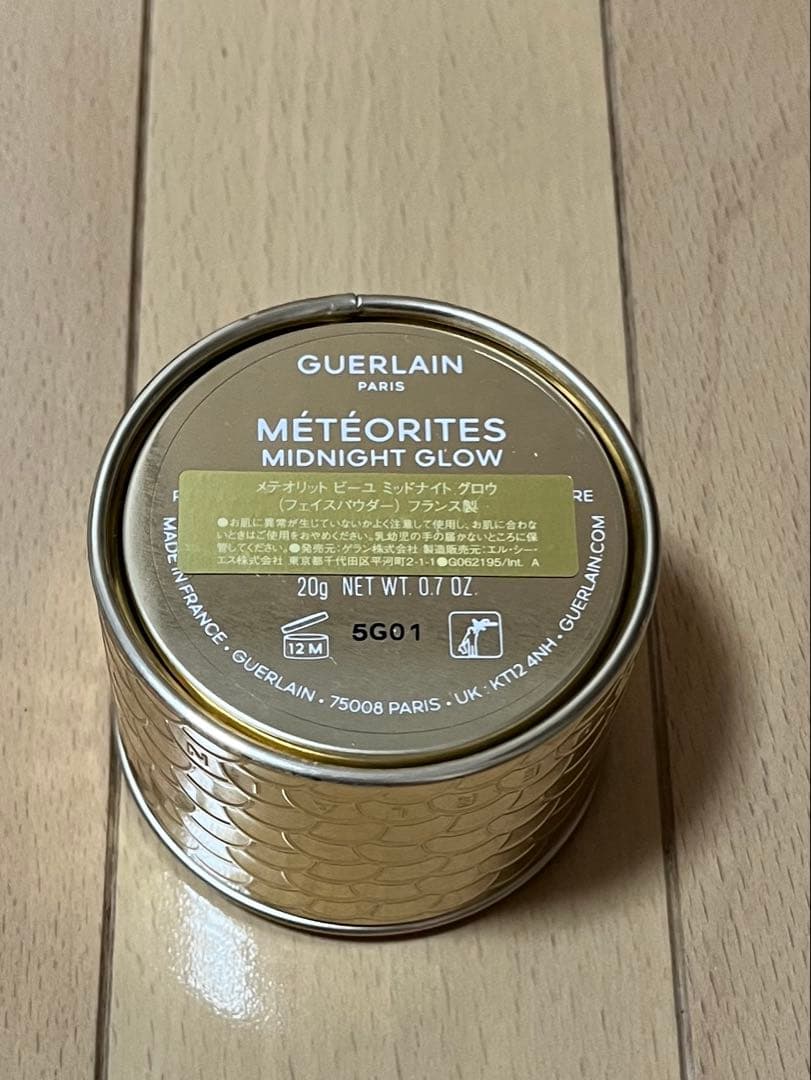 GUERLAIN
PARIS
MÉTÉORITES
MIDNIGHT GLOW
メテオリット ビーユ ミッドナイト グロウ
(フェイスパウダー) フランス製
●お肌に異常が生じていないかよく注意して使用し、お肌に合わな
いときはご使用をおやめください。乳幼児の手の届かないところに保
管してください。●発売元:ゲラン株式会社 製造販売元:エル・シー・
エス株式会社 東京都千代田区平河町2-1-1●G062195/Int. A
20g NET WT. 0.7 OZ.
12 M
5G01
MADE IN FRANCE • GUERLAIN • 75008 PARIS • UK : KT12 4NH • GUERLAIN.COM